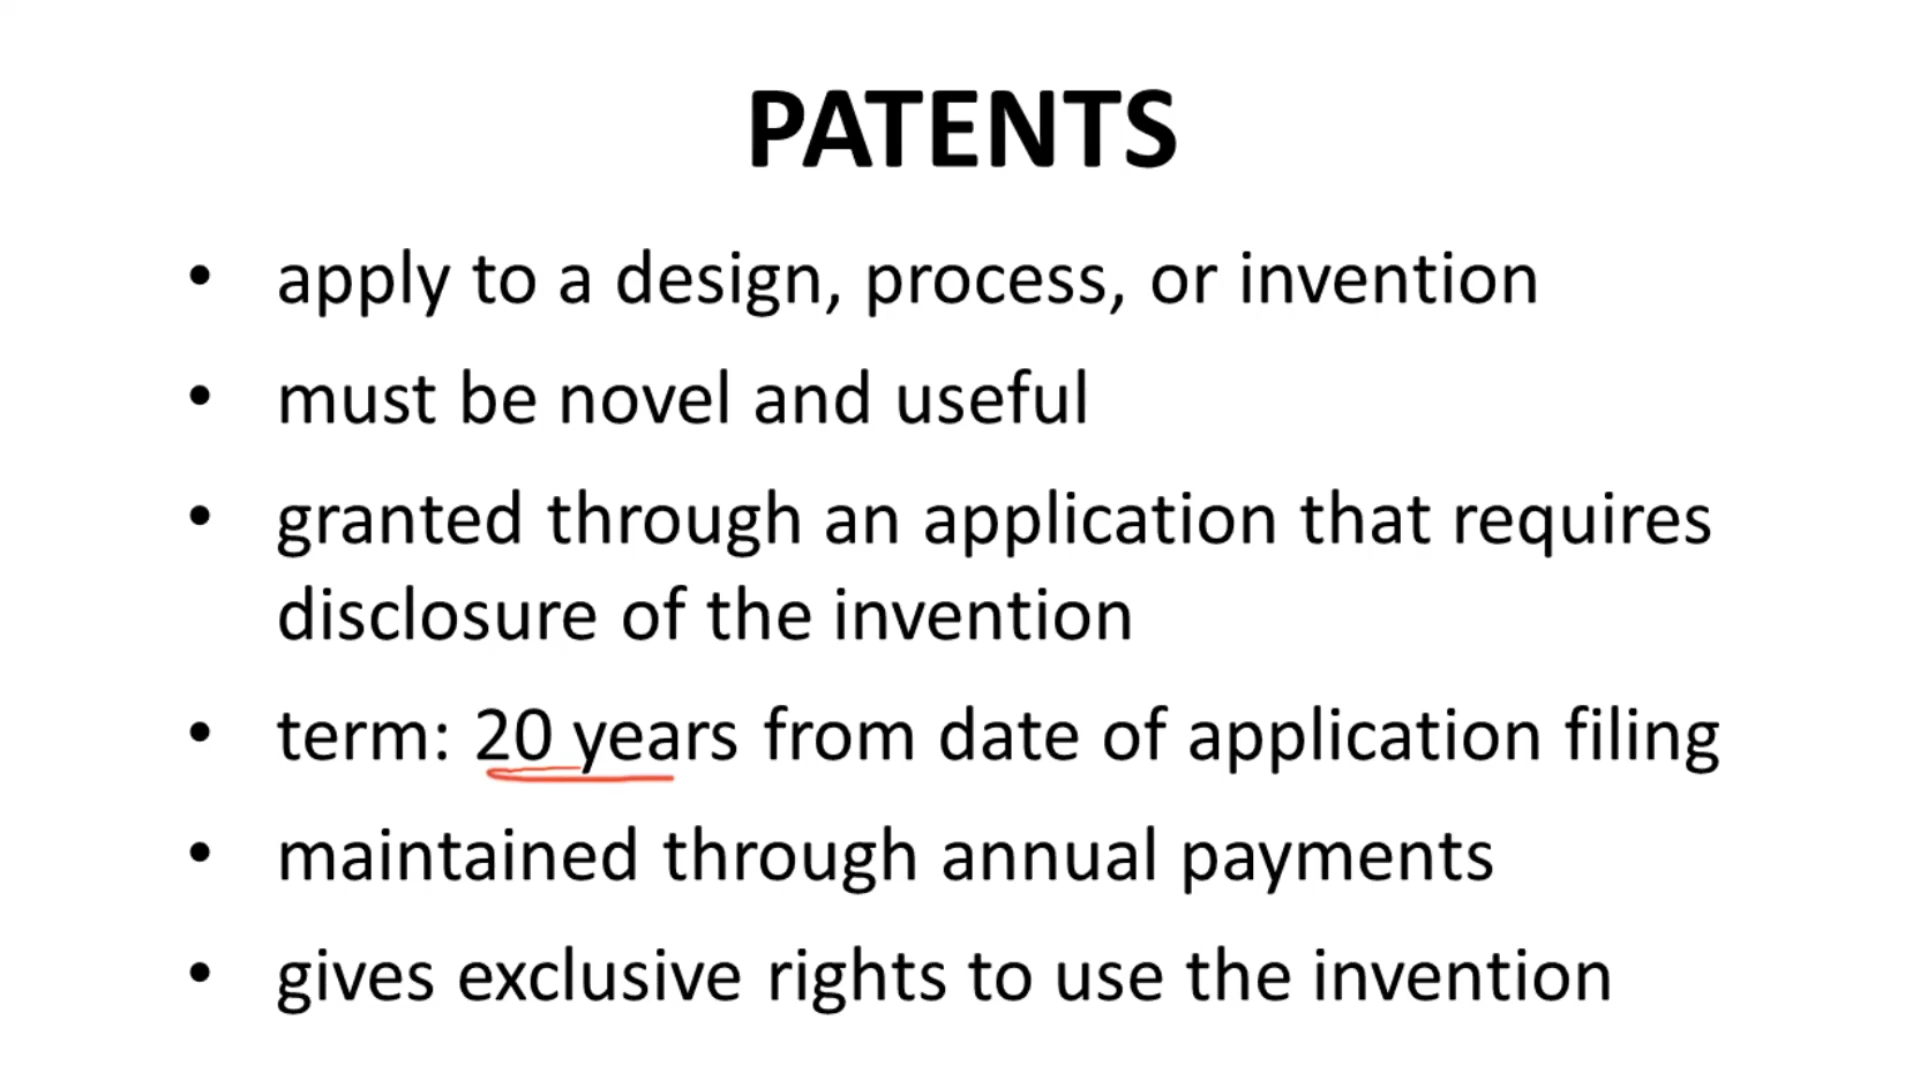 PATENTS
• apply to a design, process, or invention
• must be novel and useful
• granted through an application that requires
disclosure of the invention
• term: 20 years from date of application filing
• maintained through annual payments
• gives exclusive rights to use the invention